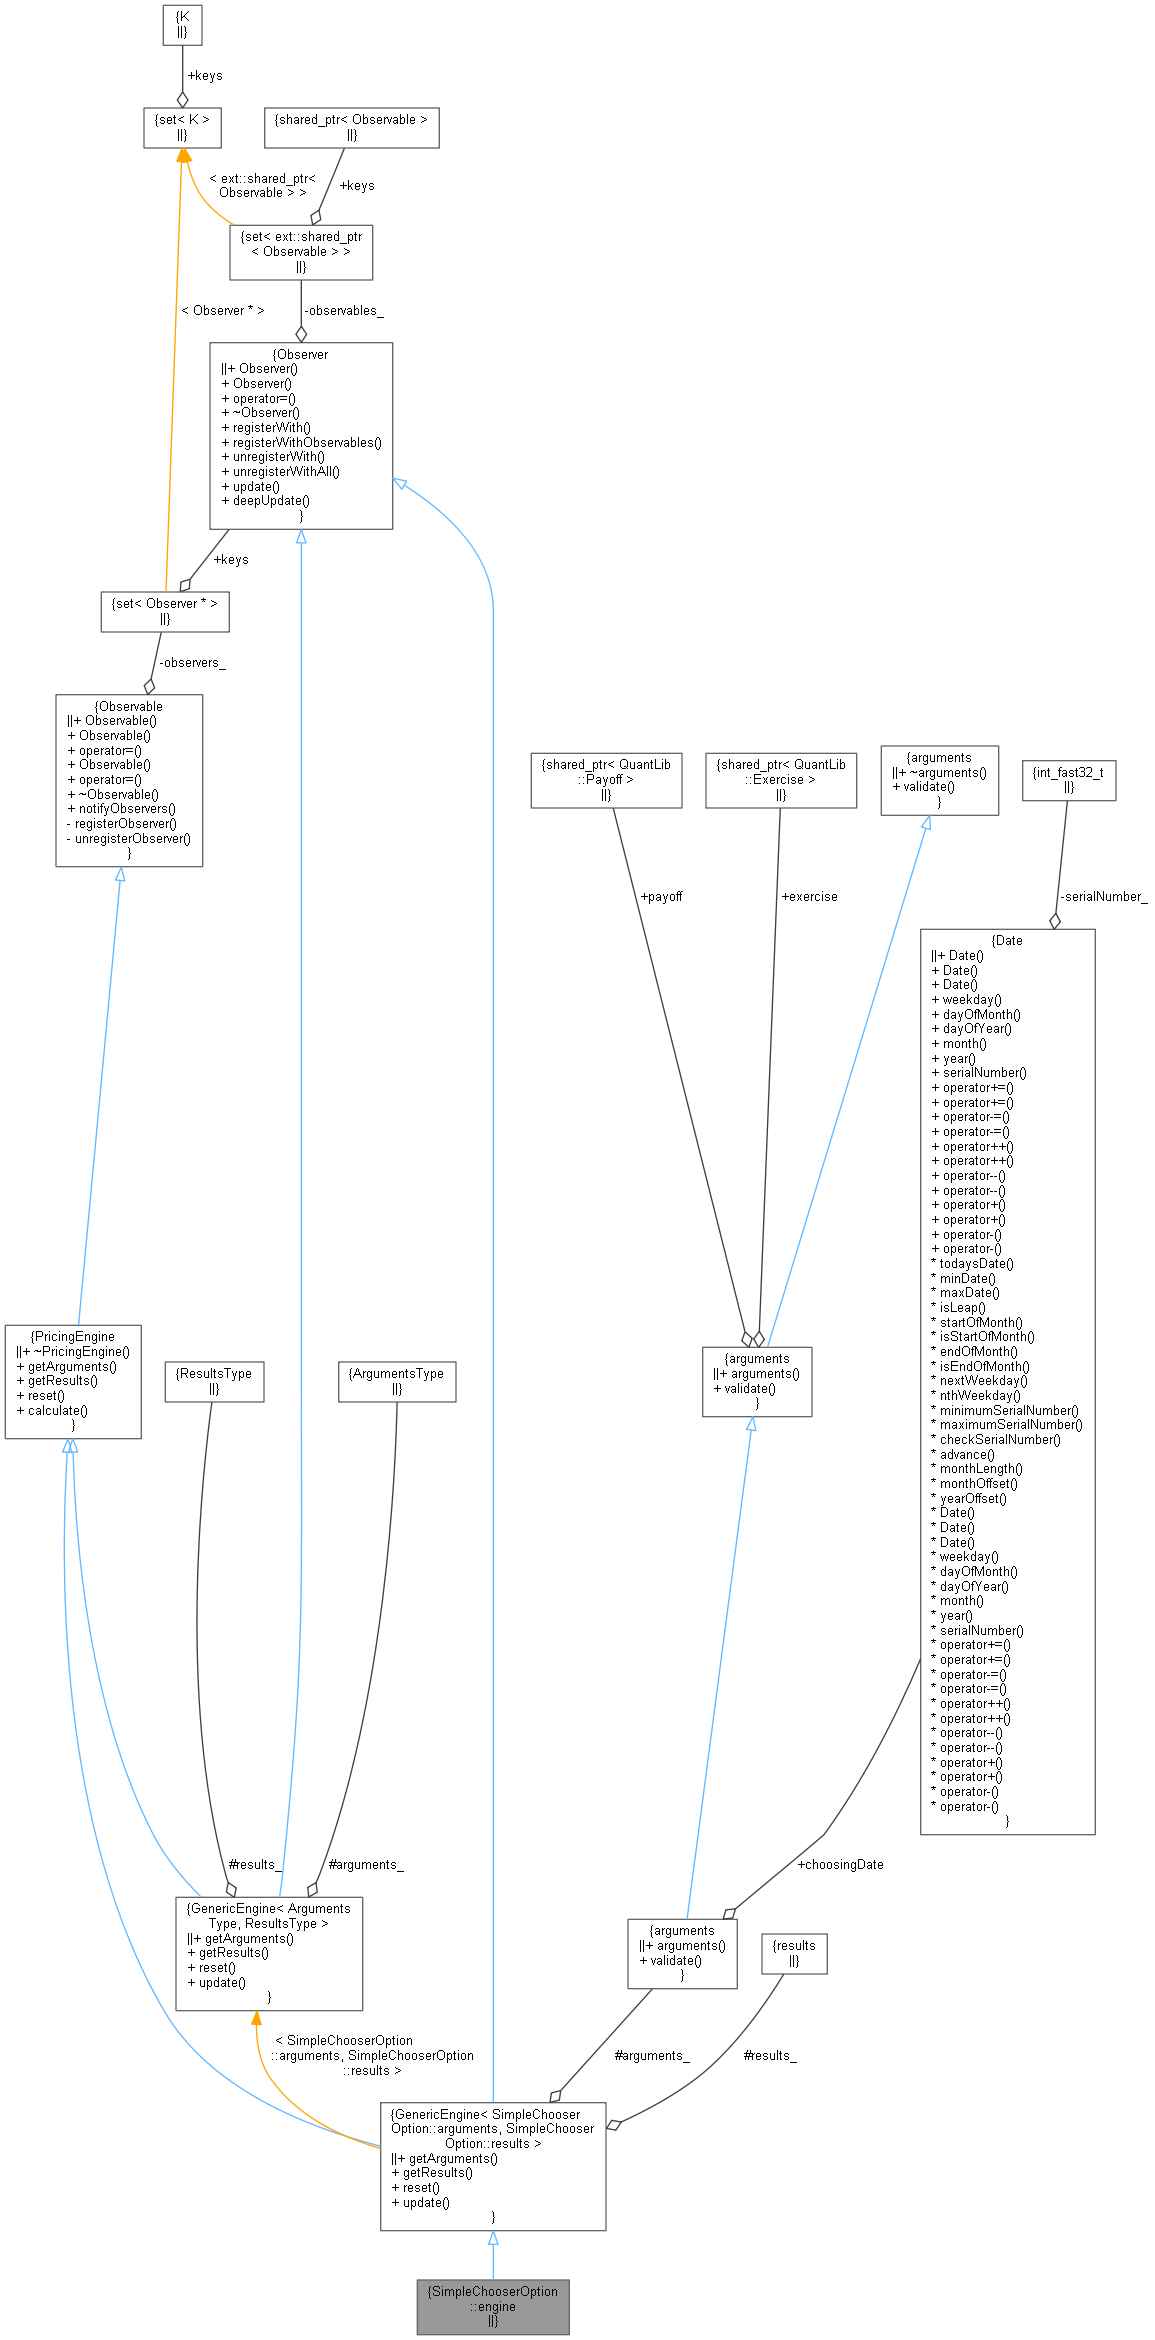 {K
||}
+keys
{set< K >
||}
{shared_ptr< Observable >
||}
< ext::shared_ptr<
Observable > >
+keys
{set< ext::shared_ptr
< Observable > >
||}
< Observer * >
-observables_
{Observer
||+ Observer()
+ Observer()
+ operator=()
+ ~Observer()
+ registerWith()
+ registerWithObservables()
+ unregisterWith()
+ unregisterWithAll()
+ update()
+ deepUpdate()
}
+keys
{set< Observer * >
||}
-observers_
{Observable
||+ Observable()
+ Observable()
+ operator=()
+ Observable()
+ operator=()
+ ~Observable()
+ notifyObservers()
- registerObserver()
- unregisterObserver()
}
{shared_ptr< QuantLib
::Payoff >
||}
{shared_ptr< QuantLib
::Exercise >
||}
{arguments
||+ ~arguments()
+ validate()
}
{int_fast32_t
||}
+payoff
+exercise
-serialNumber_
{Date
||+ Date()
+ Date()
+ Date()
+ weekday()
+ dayOfMonth()
+ dayOfYear()
+ month()
+ year()
+ serialNumber()
+ operator+=()
+ operator+=()
+ operator-=()
+ operator-=()
+ operator++()
+ operator++()
+ operator--()
+ operator--()
+ operator+()
+ operator+()
+ operator-()
+ operator-()
* todaysDate()
* minDate()
* maxDate()
* isLeap()
* startOfMonth()
* isStartOfMonth()
* endOfMonth()
* isEndOfMonth()
* nextWeekday()
* nthWeekday()
* minimumSerialNumber()
* maximumSerialNumber()
* checkSerialNumber()
* advance()
* monthLength()
* monthOffset()
* yearOffset()
* Date()
* Date()
* Date()
* weekday()
* dayOfMonth()
* dayOfYear()
* month()
* year()
* serialNumber()
* operator+=()
* operator+=()
* operator-=()
* operator-=()
* operator++()
* operator++()
* operator--()
* operator--()
* operator+()
* operator+()
* operator-()
* operator-()
}
{PricingEngine
||+ ~PricingEngine()
+ getArguments()
+ getResults()
+ reset()
+ calculate()
}
{ResultsType
||}
{ArgumentsType
||}
{arguments
||+ arguments()
+ validate()
}
#results_
#arguments_
+choosingDate
{GenericEngine< Arguments
Type, ResultsType >
||+ getArguments()
+ getResults()
+ reset()
+ update()
}
{arguments
||+ arguments()
+ validate()
}
{results
||}
< SimpleChooserOption
::arguments, SimpleChooserOption
::results >
#arguments_
#results_
{GenericEngine< SimpleChooser
Option::arguments, SimpleChooser
Option::results >
||+ getArguments()
+ getResults()
+ reset()
+ update()
}
{SimpleChooserOption
::engine
||}